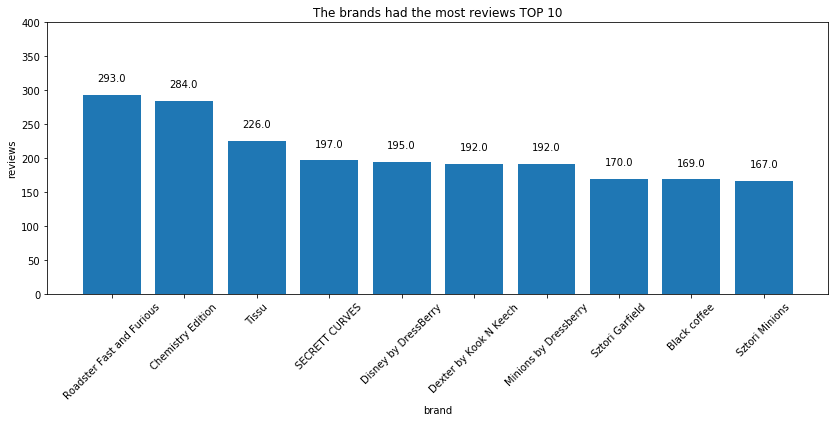 The brands had the most reviews TOP 10
400
350
300
250
200
150
100
50
0
reviews
293.0
284.0
226.0
197.0
195.0
192.0
192.0
170.0
169.0
167.0
Roadster Fast and Furious
Chemistry Edition
Tissu
SECRETT CURVES
Disney by DressBerry
Dexter by Kook N Keech
Minions by Dressberry
Sztori Garfield
Black coffee
Sztori Minions
brand